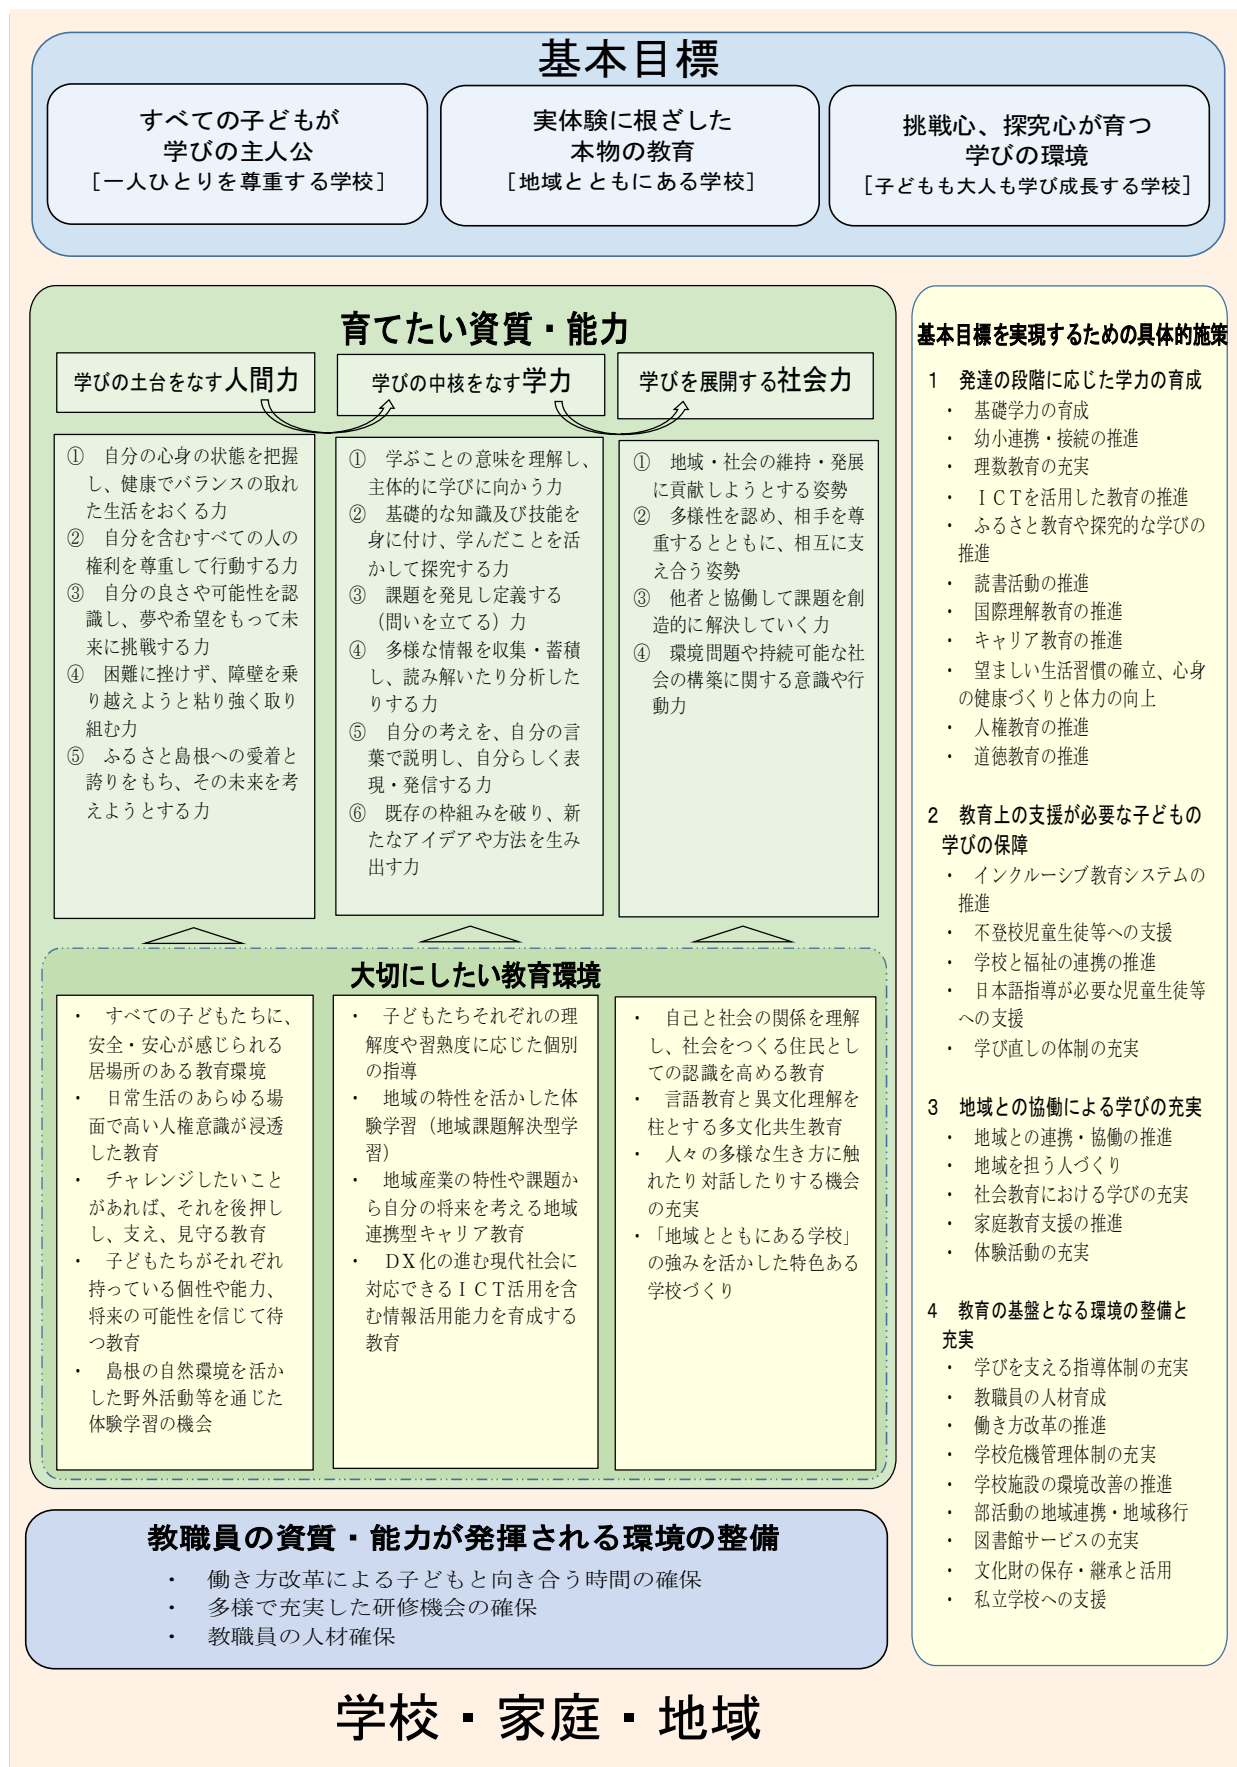 基本目標
すべての子どもが
学びの主人公
［一人ひとりを尊重する学校］
実体験に根ざした
本物の教育
［地域とともにある学校］
挑戦心、探究心が育つ
学びの環境
［子どもも大人も学び成長する学校］
育てたい資質・能力
学びの土台をなす人間力
学びの中核をなす学力
学びを展開する社会力
①　自分の心身の状態を把握
し、健康でバランスの取れ
た生活をおくる力
②　自分を含むすべての人の
権利を尊重して行動する力
③　自分の良さや可能性を認
識し、夢や希望をもって未
来に挑戦する力
④　困難に挫けず、障壁を乗
り越えようと粘り強く取り
組む力
⑤　ふるさと島根への愛着と
誇りをもち、その未来を考
えようとする力
①　学ぶことの意味を理解し、
主体的に学びに向かう力
②　基礎的な知識及び技能を
身に付け、学んだことを活
かして探究する力
③　課題を発見し定義する
（問いを立てる）力
④　多様な情報を収集・蓄積
し、読み解いたり分析した
りする力
⑤　自分の考えを、自分の言
葉で説明し、自分らしく表
現・発信する力
⑥　既存の枠組みを破り、新
たなアイデアや方法を生み
出す力
①　地域・社会の維持・発展
に貢献しようとする姿勢
②　多様性を認め、相手を尊
重するとともに、相互に支
え合う姿勢
③　他者と協働して課題を創
造的に解決していく力
④　環境問題や持続可能な社
会の構築に関する意識や行
動力
大切にしたい教育環境
・　すべての子どもたちに、
安全・安心が感じられる
居場所のある教育環境
・　日常生活のあらゆる場
面で高い人権意識が浸透
した教育
・　チャレンジしたいこと
があれば、それを後押し
し、支え、見守る教育
・　子どもたちがそれぞれ
持っている個性や能力、
将来の可能性を信じて待
つ教育
・　島根の自然環境を活か
した野外活動等を通じた
体験学習の機会
・　子どもたちそれぞれの理
解度や習熟度に応じた個別
の指導
・　地域の特性を活かした体
験学習（地域課題解決型学
習）
・　地域産業の特性や課題か
ら自分の将来を考える地域
連携型キャリア教育
・　ＤＸ化の進む現代社会に
対応できるＩＣＴ活用を含
む情報活用能力を育成する
教育
・　自己と社会の関係を理解
し、社会をつくる住民とし
ての認識を高める教育
・　言語教育と異文化理解を
柱とする多文化共生教育
・　人々の多様な生き方に触
れたり対話したりする機会
の充実
・「地域とともにある学校」
の強みを活かした特色ある
学校づくり
教職員の資質・能力が発揮される環境の整備
・　働き方改革による子どもと向き合う時間の確保
・　多様で充実した研修機会の確保
・　教職員の人材確保
基本目標を実現するための具体的施策
１　発達の段階に応じた学力の育成
・　基礎学力の育成
・　幼小連携・接続の推進
・　理数教育の充実
・　ＩＣＴを活用した教育の推進
・　ふるさと教育や探究的な学びの
推進
・　読書活動の推進
・　国際理解教育の推進
・　キャリア教育の推進
・　望ましい生活習慣の確立、心身
の健康づくりと体力の向上
・　人権教育の推進
・　道徳教育の推進
２　教育上の支援が必要な子どもの
学びの保障
・　インクルーシブ教育システムの
推進
・　不登校児童生徒等への支援
・　学校と福祉の連携の推進
・　日本語指導が必要な児童生徒等
への支援
・　学び直しの体制の充実
３　地域との協働による学びの充実
・　地域との連携・協働の推進
・　地域を担う人づくり
・　社会教育における学びの充実
・　家庭教育支援の推進
・　体験活動の充実
４　教育の基盤となる環境の整備と
充実
・　学びを支える指導体制の充実
・　教職員の人材育成
・　働き方改革の推進
・　学校危機管理体制の充実
・　学校施設の環境改善の推進
・　部活動の地域連携・地域移行
・　図書館サービスの充実
・　文化財の保存・継承と活用
・　私立学校への支援
学校・家庭・地域